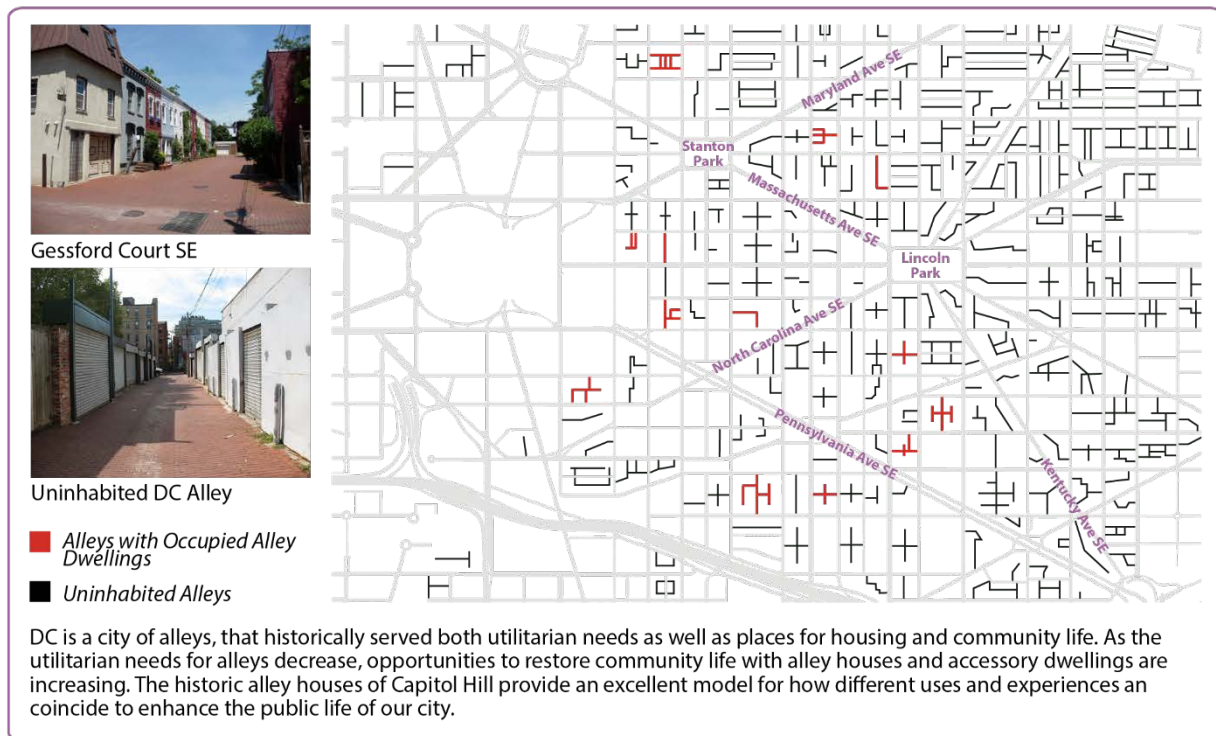 Gessford Court SE
Uninhabited DC Alley
Alleys with Occupied Alley
Dwellings
Uninhabited Alleys
Maryland Ave SE
Stanton
Park
Massachusetts Ave SE
Lincoln
Park
North Carolina Ave SE
Pennsylvania Ave SE
Kentucky Ave SE
DC is a city of alleys, that historically served both utilitarian needs as well as places for housing and community life. As the
utilitarian needs for alleys decrease, opportunities to restore community life with alley houses and accessory dwellings are
increasing. The historic alley houses of Capitol Hill provide an excellent model for how different uses and experiences an
coincide to enhance the public life of our city.